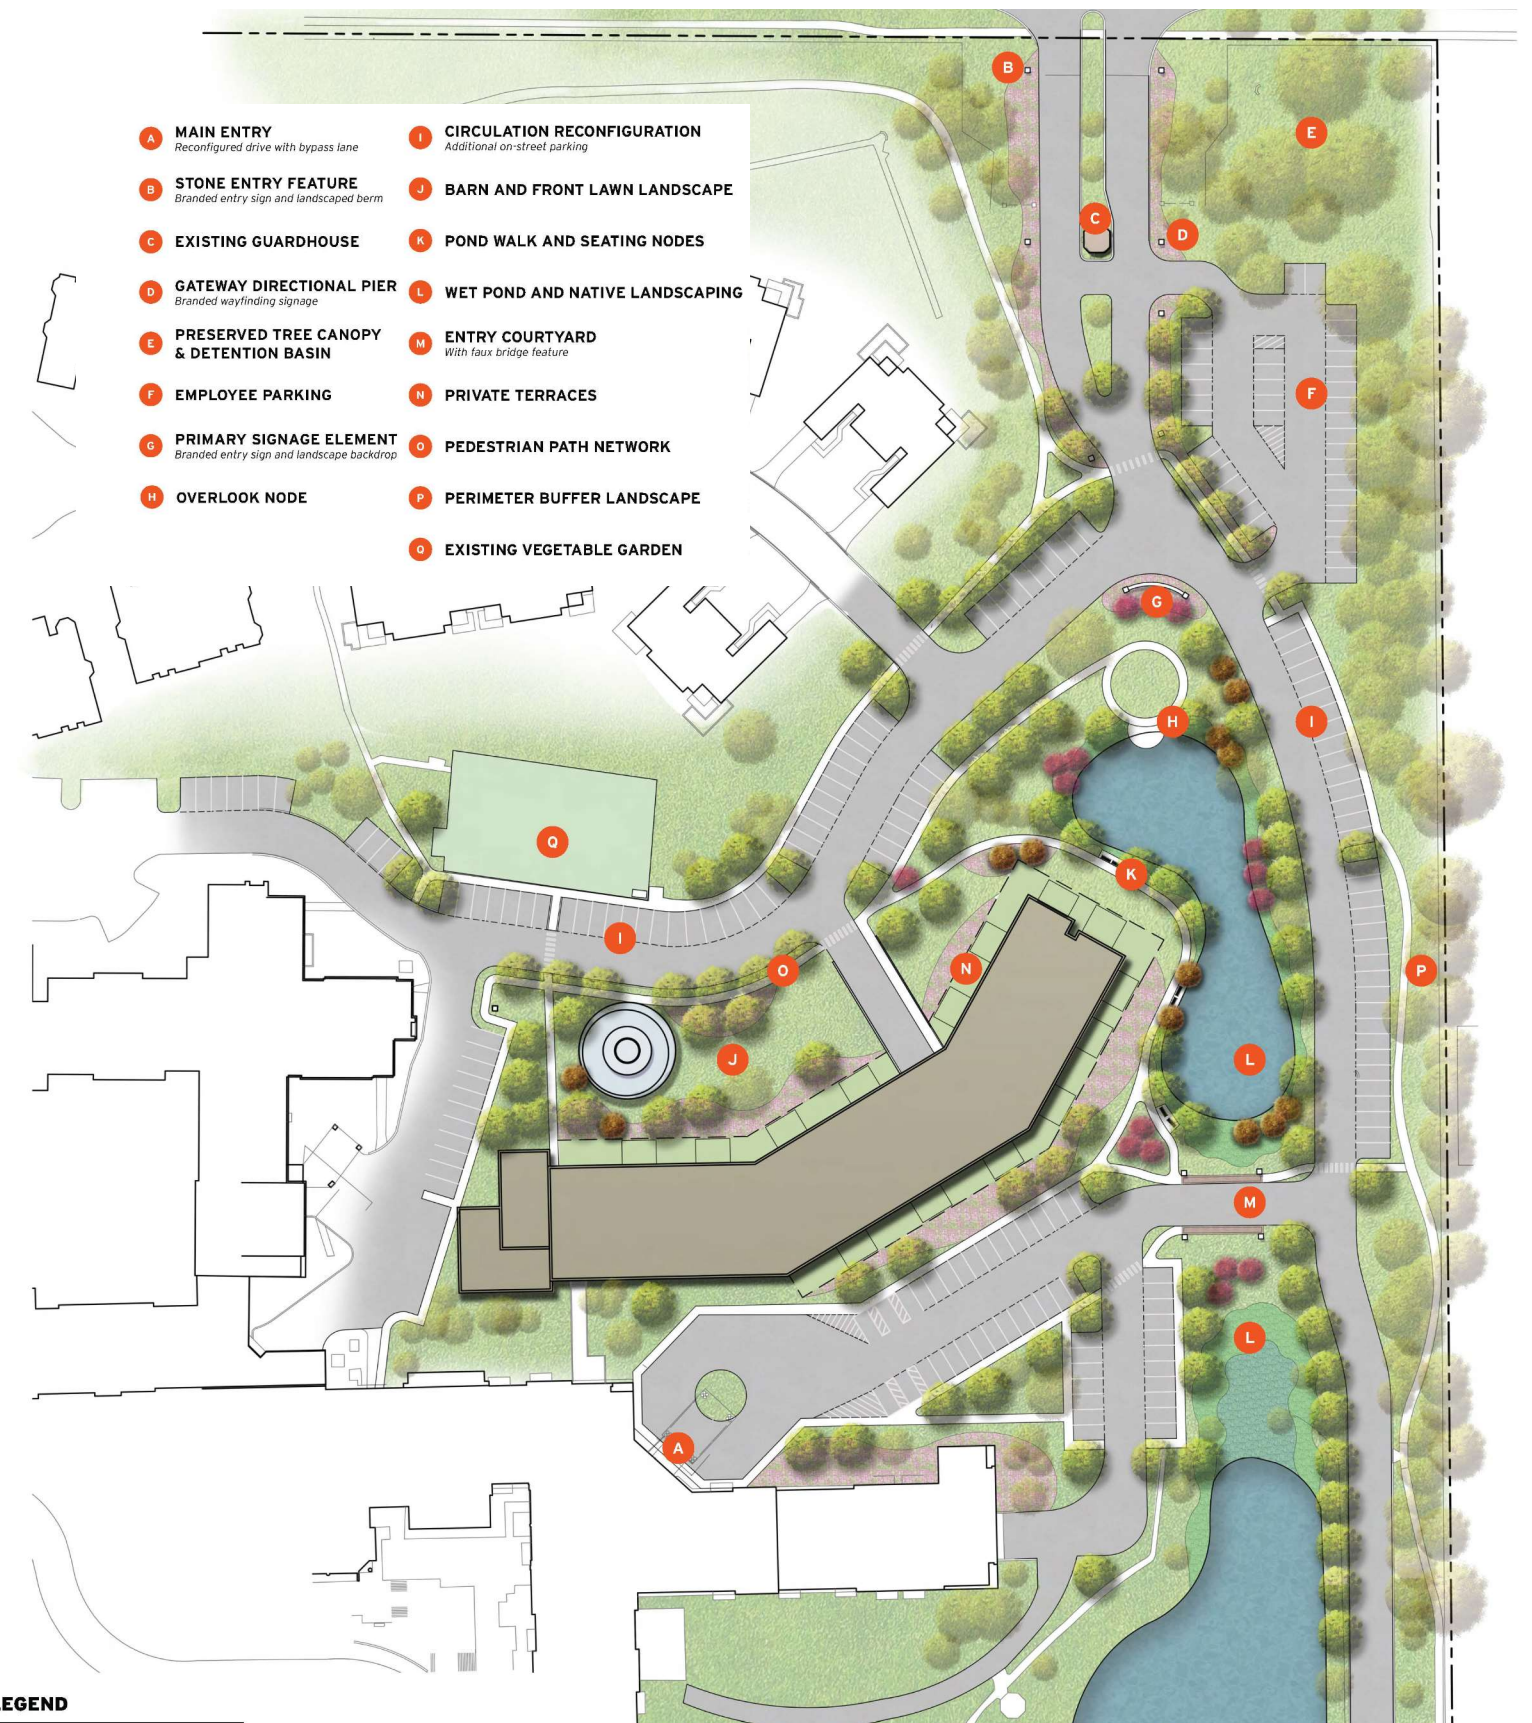 A MAIN ENTRY
Reconfigured drive with bypass lane
B STONE ENTRY FEATURE
Branded entry sign and landscaped berm
C EXISTING GUARDHOUSE
D GATEWAY DIRECTIONAL PIER
Branded wayfinding signage
E PRESERVED TREE CANOPY
& DETENTION BASIN
F EMPLOYEE PARKING
G PRIMARY SIGNAGE ELEMENT
Branded entry sign and landscape backdrop
H OVERLOOK NODE
I CIRCULATION RECONFIGURATION
Additional on-street parking
J BARN AND FRONT LAWN LANDSCAPE
K POND WALK AND SEATING NODES
L WET POND AND NATIVE LANDSCAPING
M ENTRY COURTYARD
With faux bridge feature
N PRIVATE TERRACES
O PEDESTRIAN PATH NETWORK
P PERIMETER BUFFER LANDSCAPE
Q EXISTING VEGETABLE GARDEN
B
E
C
D
F
G
H
I
Q
K
I
N
O
P
J
L
M
L
A
EGEND